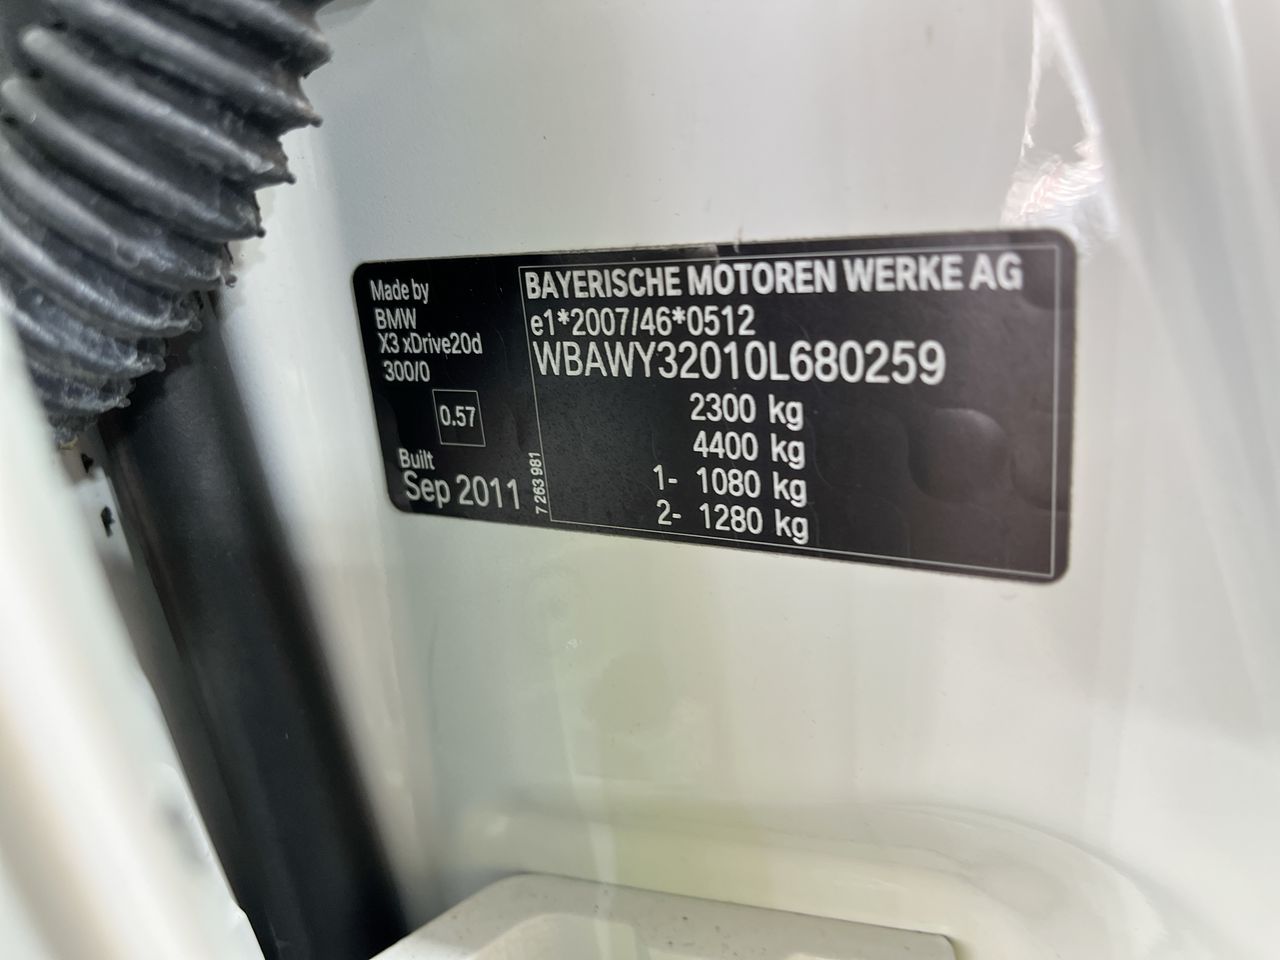 Made by
BMW
X3 xDrive20d
300/0
0.57
Built
Sep 2011
7 263 981
BAYERISCHE MOTOREN WERKE AG
e1*2007/46*0512
WBAWY32010L680259
2300 kg
4400 kg
1- 1080 kg
2- 1280 kg